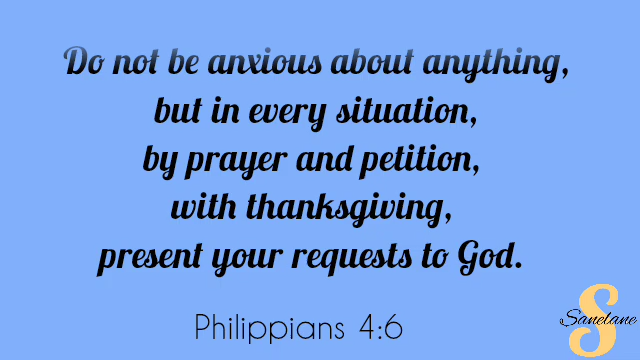 Do not be anxious about anything,
but in every situation,
by prayer and petition,
with thanksgiving,
present your requests to God.
Philippians 4:6
S
Sanelane